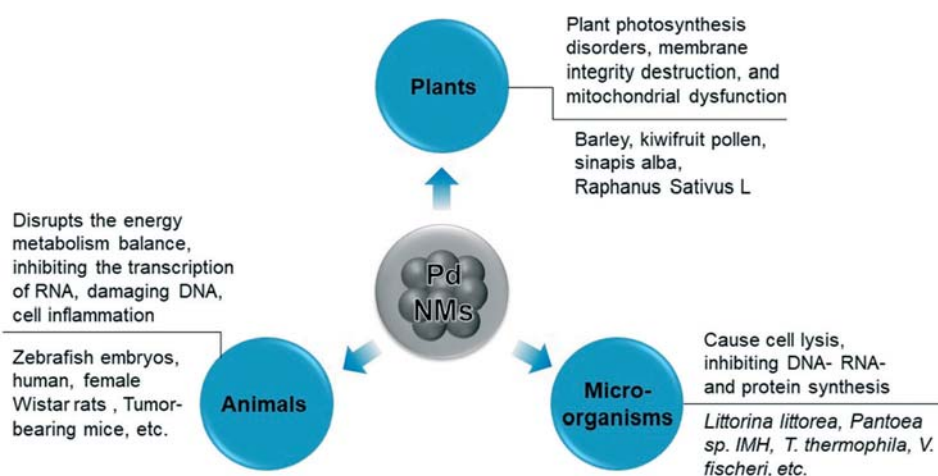 Plant photosynthesis
disorders, membrane
integrity destruction, and
mitochondrial dysfunction
Plants
Barley, kiwifruit pollen,
sinapis alba,
Raphanus Sativus L
Disrupts the energy
metabolism balance,
inhibiting the transcription
of RNA, damaging DNA,
cell inflammation
Pd
NMs
Zebrafish embryos,
human, female
Wistar rats , Tumor-
bearing mice, etc.
Animals
Micro-
organisms
Cause cell lysis,
inhibiting DNA- RNA-
and protein synthesis
Littorina littorea, Pantoea
sp. IMH, T. thermophila, V.
fischeri, etc.